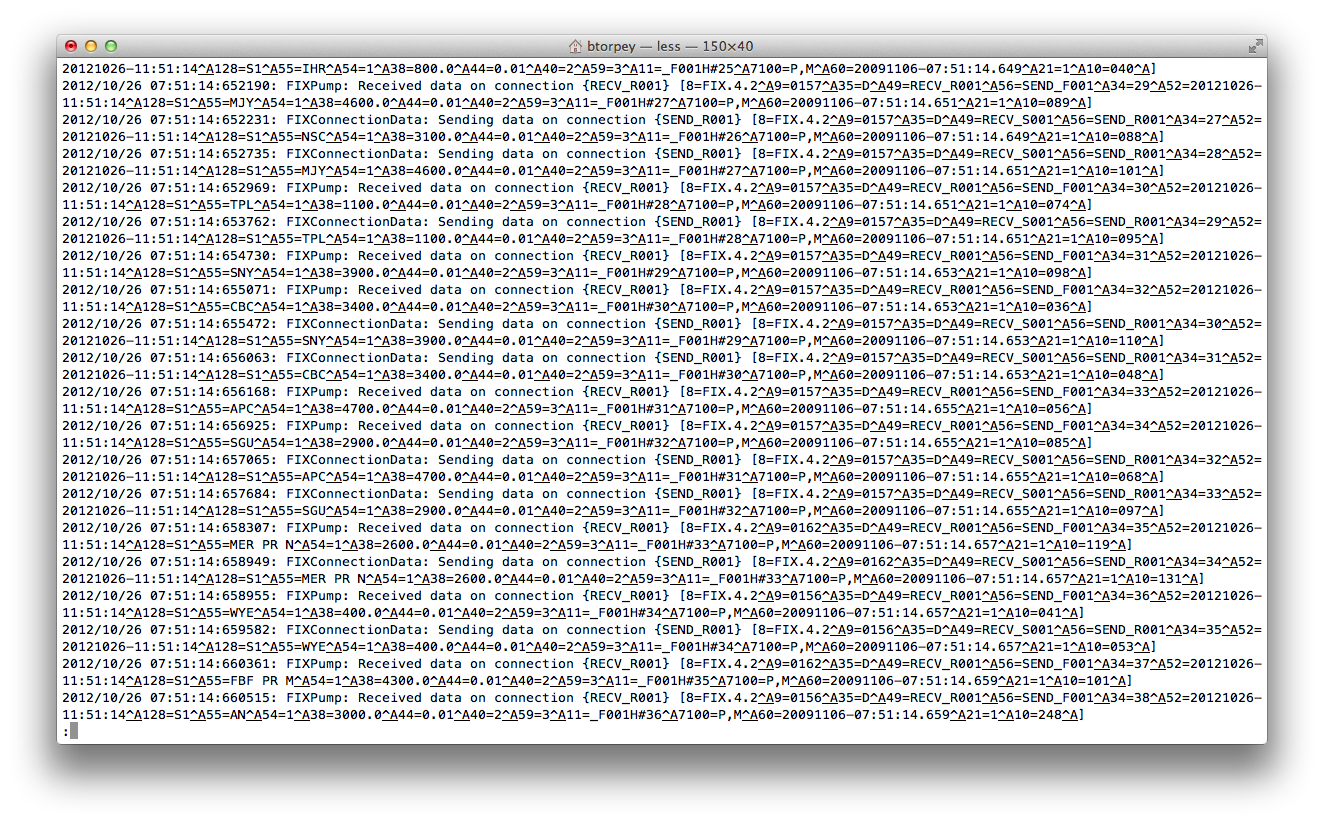 btorpey — less — 150×40
20121026-11:51:14^A128=S1^A55=IHR^A54=1^A38=800.0^A44=0.01^A40=2^A59=3^A11=_F001H#25^A7100=P,M^A60=20091106-07:51:14.649^A21=1^A10=040^A]
2012/10/26 07:51:14:652190: FIXPump: Received data on connection {RECV_R001} [8=FIX.4.2^A9=0157^A35=D^A49=RECV_R001^A56=SEND_F001^A34=29^A52=20121026-
11:51:14^A128=S1^A55=MJY^A54=1^A38=4600.0^A44=0.01^A40=2^A59=3^A11=_F001H#27^A7100=P,M^A60=20091106-07:51:14.651^A21=1^A10=089^A]
2012/10/26 07:51:14:652231: FIXConnectionData: Sending data on connection {SEND_R001} [8=FIX.4.2^A9=0157^A35=D^A49=RECV_S001^A56=SEND_R001^A34=27^A52=
20121026-11:51:14^A128=S1^A55=NSC^A54=1^A38=3100.0^A44=0.01^A40=2^A59=3^A11=_F001H#26^A7100=P,M^A60=20091106-07:51:14.649^A21=1^A10=088^A]
2012/10/26 07:51:14:652735: FIXConnectionData: Sending data on connection {SEND_R001} [8=FIX.4.2^A9=0157^A35=D^A49=RECV_S001^A56=SEND_R001^A34=28^A52=
20121026-11:51:14^A128=S1^A55=MJY^A54=1^A38=4600.0^A44=0.01^A40=2^A59=3^A11=_F001H#27^A7100=P,M^A60=20091106-07:51:14.651^A21=1^A10=101^A]
2012/10/26 07:51:14:652969: FIXPump: Received data on connection {RECV_R001} [8=FIX.4.2^A9=0157^A35=D^A49=RECV_R001^A56=SEND_F001^A34=30^A52=20121026-
11:51:14^A128=S1^A55=TPL^A54=1^A38=1100.0^A44=0.01^A40=2^A59=3^A11=_F001H#28^A7100=P,M^A60=20091106-07:51:14.651^A21=1^A10=074^A]
2012/10/26 07:51:14:653762: FIXConnectionData: Sending data on connection {SEND_R001} [8=FIX.4.2^A9=0157^A35=D^A49=RECV_S001^A56=SEND_R001^A34=29^A52=
20121026-11:51:14^A128=S1^A55=TPL^A54=1^A38=1100.0^A44=0.01^A40=2^A59=3^A11=_F001H#28^A7100=P,M^A60=20091106-07:51:14.651^A21=1^A10=095^A]
2012/10/26 07:51:14:654730: FIXPump: Received data on connection {RECV_R001} [8=FIX.4.2^A9=0157^A35=D^A49=RECV_R001^A56=SEND_F001^A34=31^A52=20121026-
11:51:14^A128=S1^A55=SNY^A54=1^A38=3900.0^A44=0.01^A40=2^A59=3^A11=_F001H#29^A7100=P,M^A60=20091106-07:51:14.653^A21=1^A10=098^A]
2012/10/26 07:51:14:655071: FIXPump: Received data on connection {RECV_R001} [8=FIX.4.2^A9=0157^A35=D^A49=RECV_R001^A56=SEND_F001^A34=32^A52=20121026-
11:51:14^A128=S1^A55=CBC^A54=1^A38=3400.0^A44=0.01^A40=2^A59=3^A11=_F001H#30^A7100=P,M^A60=20091106-07:51:14.653^A21=1^A10=036^A]
2012/10/26 07:51:14:655472: FIXConnectionData: Sending data on connection {SEND_R001} [8=FIX.4.2^A9=0157^A35=D^A49=RECV_S001^A56=SEND_R001^A34=30^A52=
20121026-11:51:14^A128=S1^A55=SNY^A54=1^A38=3900.0^A44=0.01^A40=2^A59=3^A11=_F001H#29^A7100=P,M^A60=20091106-07:51:14.653^A21=1^A10=110^A]
2012/10/26 07:51:14:656063: FIXConnectionData: Sending data on connection {SEND_R001} [8=FIX.4.2^A9=0157^A35=D^A49=RECV_S001^A56=SEND_R001^A34=31^A52=
20121026-11:51:14^A128=S1^A55=CBC^A54=1^A38=3400.0^A44=0.01^A40=2^A59=3^A11=_F001H#30^A7100=P,M^A60=20091106-07:51:14.653^A21=1^A10=048^A]
2012/10/26 07:51:14:656168: FIXPump: Received data on connection {RECV_R001} [8=FIX.4.2^A9=0157^A35=D^A49=RECV_R001^A56=SEND_F001^A34=33^A52=20121026-
11:51:14^A128=S1^A55=APC^A54=1^A38=4700.0^A44=0.01^A40=2^A59=3^A11=_F001H#31^A7100=P,M^A60=20091106-07:51:14.655^A21=1^A10=056^A]
2012/10/26 07:51:14:656925: FIXPump: Received data on connection {RECV_R001} [8=FIX.4.2^A9=0157^A35=D^A49=RECV_R001^A56=SEND_F001^A34=34^A52=20121026-
11:51:14^A128=S1^A55=SGU^A54=1^A38=2900.0^A44=0.01^A40=2^A59=3^A11=_F001H#32^A7100=P,M^A60=20091106-07:51:14.655^A21=1^A10=085^A]
2012/10/26 07:51:14:657065: FIXConnectionData: Sending data on connection {SEND_R001} [8=FIX.4.2^A9=0157^A35=D^A49=RECV_S001^A56=SEND_R001^A34=32^A52=
20121026-11:51:14^A128=S1^A55=APC^A54=1^A38=4700.0^A44=0.01^A40=2^A59=3^A11=_F001H#31^A7100=P,M^A60=20091106-07:51:14.655^A21=1^A10=068^A]
2012/10/26 07:51:14:657684: FIXConnectionData: Sending data on connection {SEND_R001} [8=FIX.4.2^A9=0157^A35=D^A49=RECV_S001^A56=SEND_R001^A34=33^A52=
20121026-11:51:14^A128=S1^A55=SGU^A54=1^A38=2900.0^A44=0.01^A40=2^A59=3^A11=_F001H#32^A7100=P,M^A60=20091106-07:51:14.655^A21=1^A10=097^A]
2012/10/26 07:51:14:658307: FIXPump: Received data on connection {RECV_R001} [8=FIX.4.2^A9=0162^A35=D^A49=RECV_R001^A56=SEND_F001^A34=35^A52=20121026-
11:51:14^A128=S1^A55=MER PR N^A54=1^A38=2600.0^A44=0.01^A40=2^A59=3^A11=_F001H#33^A7100=P,M^A60=20091106-07:51:14.657^A21=1^A10=119^A]
2012/10/26 07:51:14:658949: FIXConnectionData: Sending data on connection {SEND_R001} [8=FIX.4.2^A9=0162^A35=D^A49=RECV_S001^A56=SEND_R001^A34=34^A52=
20121026-11:51:14^A128=S1^A55=MER PR N^A54=1^A38=2600.0^A44=0.01^A40=2^A59=3^A11=_F001H#33^A7100=P,M^A60=20091106-07:51:14.657^A21=1^A10=131^A]
2012/10/26 07:51:14:658955: FIXPump: Received data on connection {RECV_R001} [8=FIX.4.2^A9=0156^A35=D^A49=RECV_R001^A56=SEND_F001^A34=36^A52=20121026-
11:51:14^A128=S1^A55=WYE^A54=1^A38=400.0^A44=0.01^A40=2^A59=3^A11=_F001H#34^A7100=P,M^A60=20091106-07:51:14.657^A21=1^A10=041^A]
2012/10/26 07:51:14:659582: FIXConnectionData: Sending data on connection {SEND_R001} [8=FIX.4.2^A9=0156^A35=D^A49=RECV_S001^A56=SEND_R001^A34=35^A52=
20121026-11:51:14^A128=S1^A55=WYE^A54=1^A38=400.0^A44=0.01^A40=2^A59=3^A11=_F001H#34^A7100=P,M^A60=20091106-07:51:14.657^A21=1^A10=053^A]
2012/10/26 07:51:14:660361: FIXPump: Received data on connection {RECV_R001} [8=FIX.4.2^A9=0162^A35=D^A49=RECV_R001^A56=SEND_F001^A34=37^A52=20121026-
11:51:14^A128=S1^A55=FBF PR M^A54=1^A38=4300.0^A44=0.01^A40=2^A59=3^A11=_F001H#35^A7100=P,M^A60=20091106-07:51:14.659^A21=1^A10=101^A]
2012/10/26 07:51:14:660515: FIXPump: Received data on connection {RECV_R001} [8=FIX.4.2^A9=0156^A35=D^A49=RECV_R001^A56=SEND_F001^A34=38^A52=20121026-
11:51:14^A128=S1^A55=AN^A54=1^A38=3000.0^A44=0.01^A40=2^A59=3^A11=_F001H#36^A7100=P,M^A60=20091106-07:51:14.659^A21=1^A10=248^A]
: